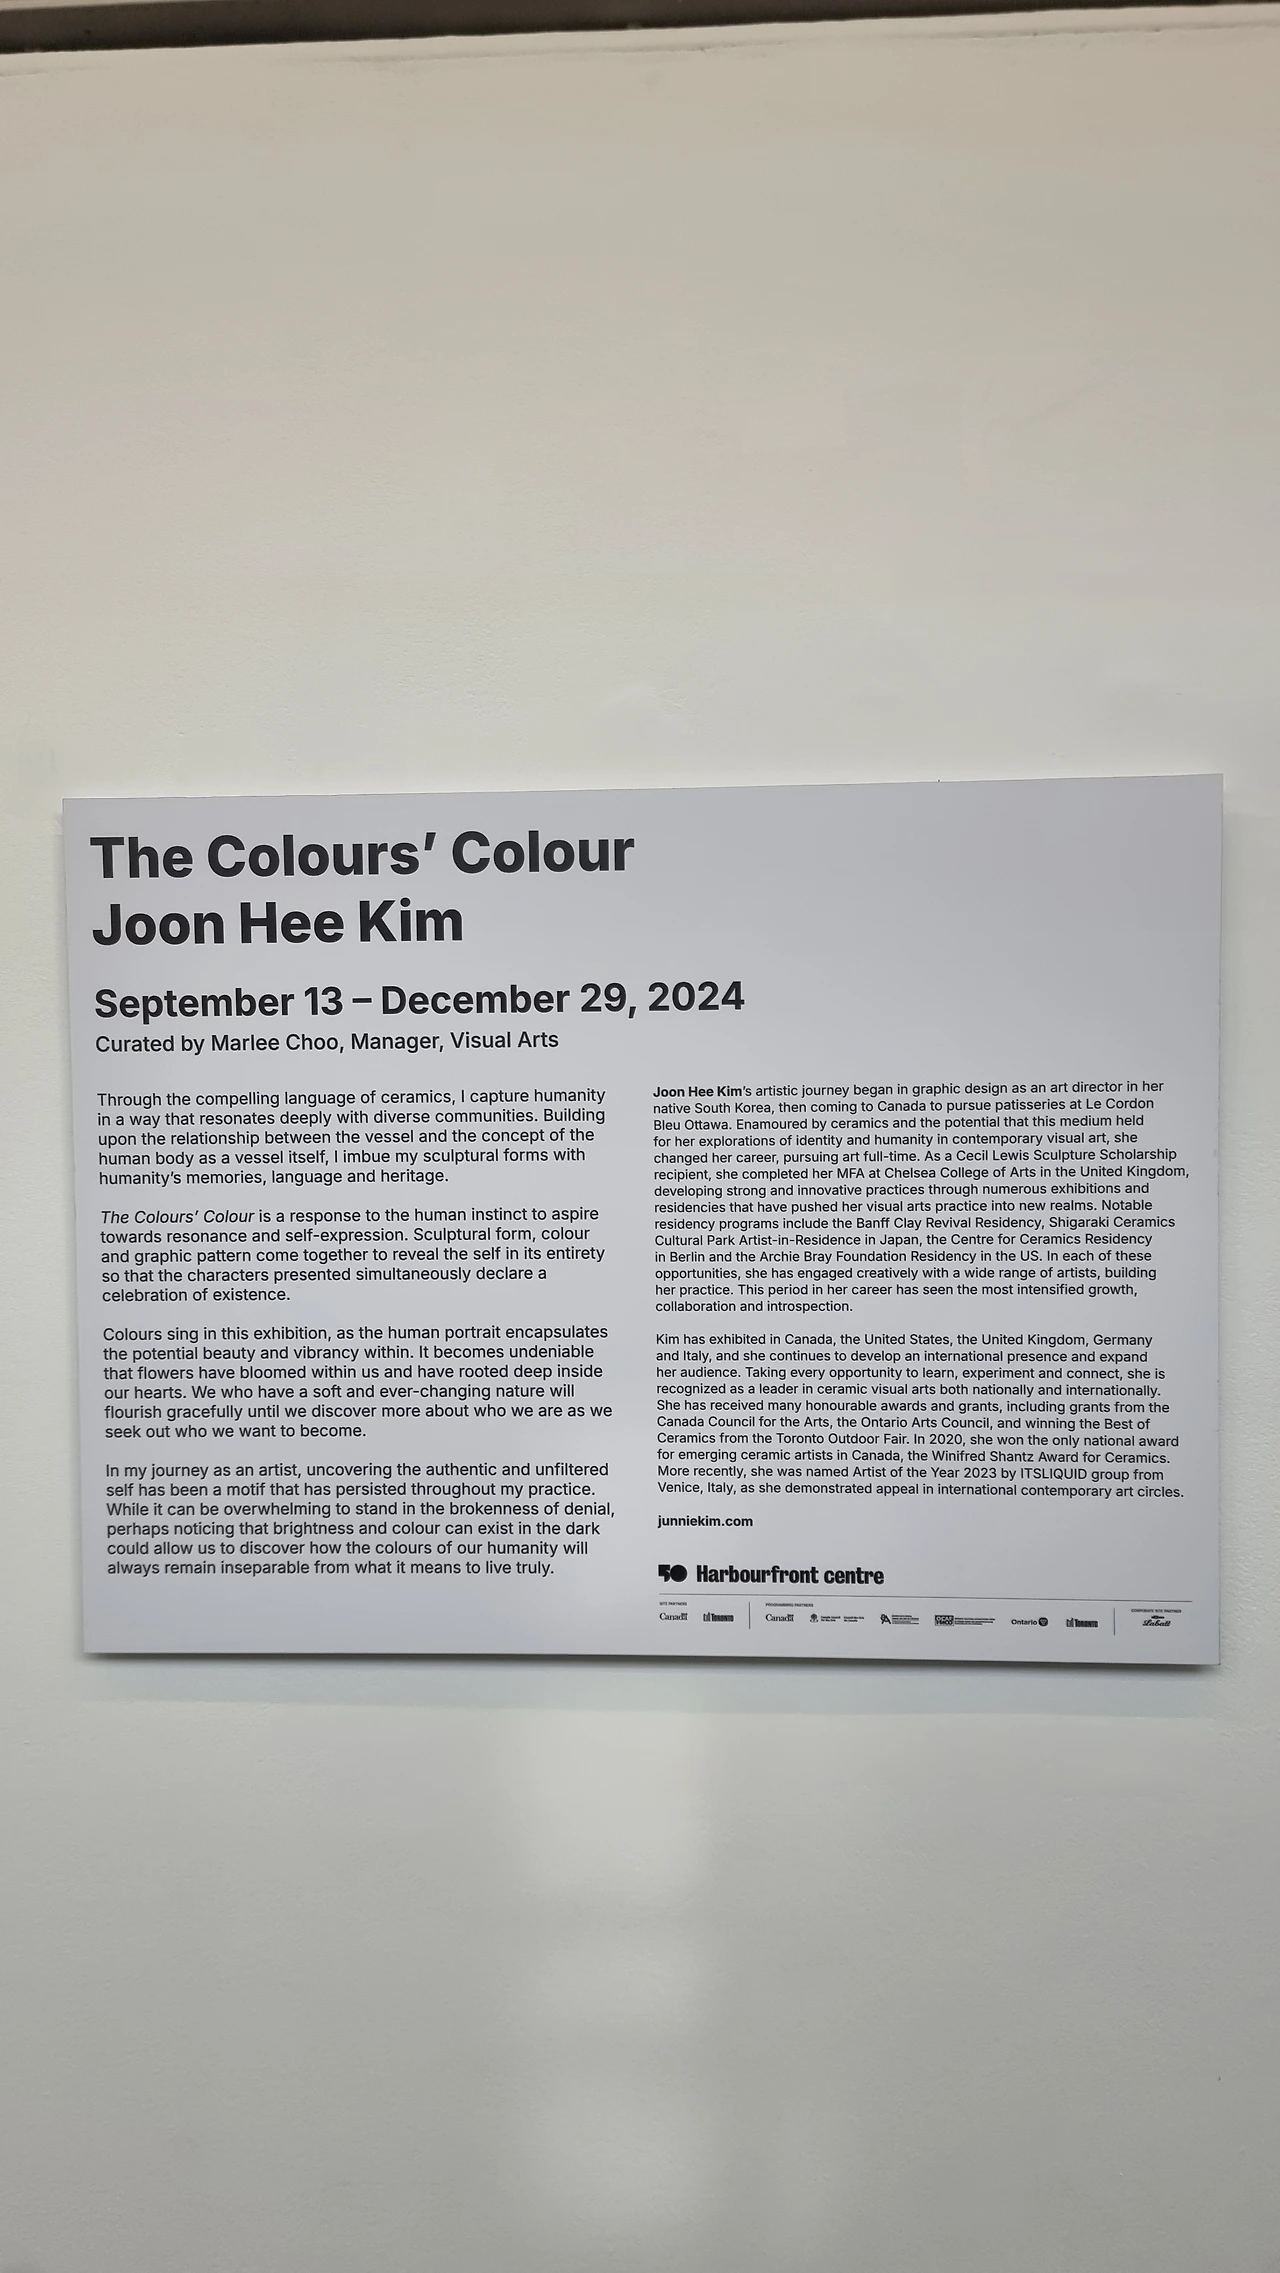 The Colours’ Colour
Joon Hee Kim
September 13 – December 29, 2024
Curated by Marlee Choo, Manager, Visual Arts
Through the compelling language of ceramics, I capture humanity
in a way that resonates deeply with diverse communities. Building
upon the relationship between the vessel and the concept of the
human body as a vessel itself, I imbue my sculptural forms with
humanity’s memories, language and heritage.
The Colours’ Colour is a response to the human instinct to aspire
towards resonance and self-expression. Sculptural form, colour
and graphic pattern come together to reveal the self in its entirety
so that the characters presented simultaneously declare a
celebration of existence.
Colours sing in this exhibition, as the human portrait encapsulates
the potential beauty and vibrancy within. It becomes undeniable
that flowers have bloomed within us and have rooted deep inside
our hearts. We who have a soft and ever-changing nature will
flourish gracefully until we discover more about who we are as we
seek out who we want to become.
In my journey as an artist, uncovering the authentic and unfiltered
self has been a motif that has persisted throughout my practice.
While it can be overwhelming to stand in the brokenness of denial,
perhaps noticing that brightness and colour can exist in the dark
could allow us to discover how the colours of our humanity will
always remain inseparable from what it means to live truly.
Joon Hee Kim’s artistic journey began in graphic design as an art director in her
native South Korea, then coming to Canada to pursue patisseries at Le Cordon
Bleu Ottawa. Enamoured by ceramics and the potential that this medium held
for her explorations of identity and humanity in contemporary visual art, she
changed her career, pursuing art full-time. As a Cecil Lewis Sculpture Scholarship
recipient, she completed her MFA at Chelsea College of Arts in the United Kingdom,
developing strong and innovative practices through numerous exhibitions and
residencies that have pushed her visual arts practice into new realms. Notable
residency programs include the Banff Clay Revival Residency, Shigaraki Ceramics
Cultural Park Artist-in-Residence in Japan, the Centre for Ceramics Residency
in Berlin and the Archie Bray Foundation Residency in the US. In each of these
opportunities, she has engaged creatively with a wide range of artists, building
her practice. This period in her career has seen the most intensified growth,
collaboration and introspection.
Kim has exhibited in Canada, the United States, the United Kingdom, Germany
and Italy, and she continues to develop an international presence and expand
her audience. Taking every opportunity to learn, experiment and connect, she is
recognized as a leader in ceramic visual arts both nationally and internationally.
She has received many honourable awards and grants, including grants from the
Canada Council for the Arts, the Ontario Arts Council, and winning the Best of
Ceramics from the Toronto Outdoor Fair. In 2020, she won the only national award
for emerging ceramic artists in Canada, the Winifred Shantz Award for Ceramics.
More recently, she was named Artist of the Year 2023 by ITSLIQUID group from
Venice, Italy, as she demonstrated appeal in international contemporary art circles.
junniekim.com
50 Harbourfront centre
SITE PARTNERS PROGRAMMING PARTNERS CORPORATE SITE PARTNER
Canada Toronto Canada Ontario Toronto Labatt